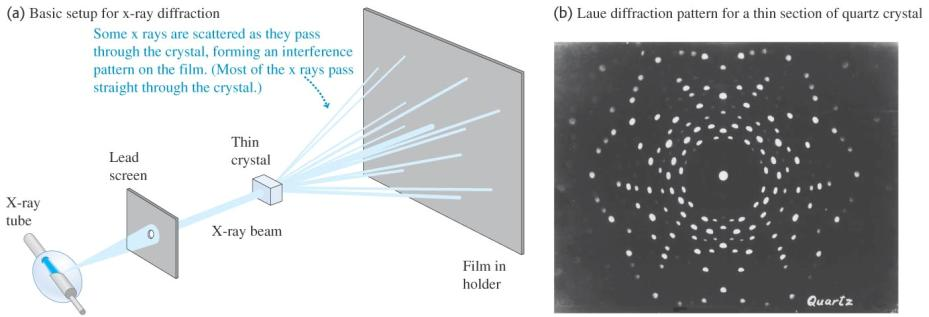 (a) Basic setup for x-ray diffraction
Some x rays are scattered as they pass
through the crystal, forming an interference
pattern on the film. (Most of the x rays pass
straight through the crystal.)
Thin
crystal
Lead
screen
X-ray
tube
X-ray beam
Film in
holder
(b) Laue diffraction pattern for a thin section of quartz crystal
Quartz